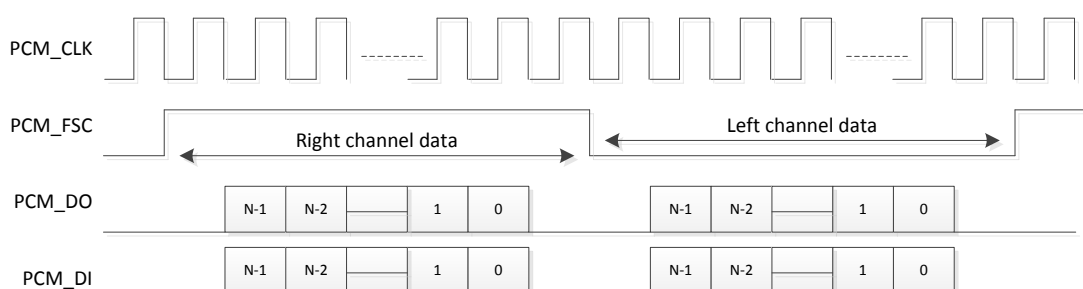 PCM_CLK
PCM_FSC
Right channel data
Left channel data
PCM_DO
N-1 N-2 1 0 N-1 N-2 1 0
PCM_DI
N-1 N-2 1 0 N-1 N-2 1 0